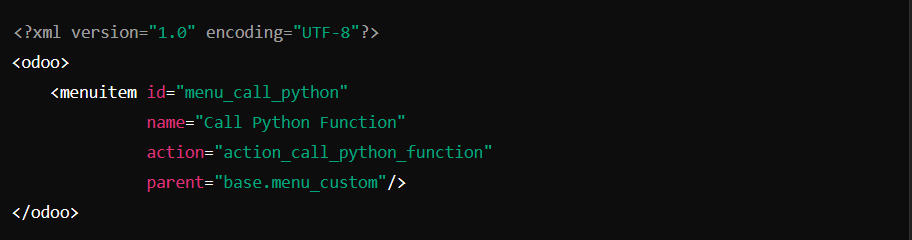 <?xml version="1.0" encoding="UTF-8"?>
<odoo>
    <menuitem id="menu_call_python"
              name="Call Python Function"
              action="action_call_python_function"
              parent="base.menu_custom"/>
</odoo>